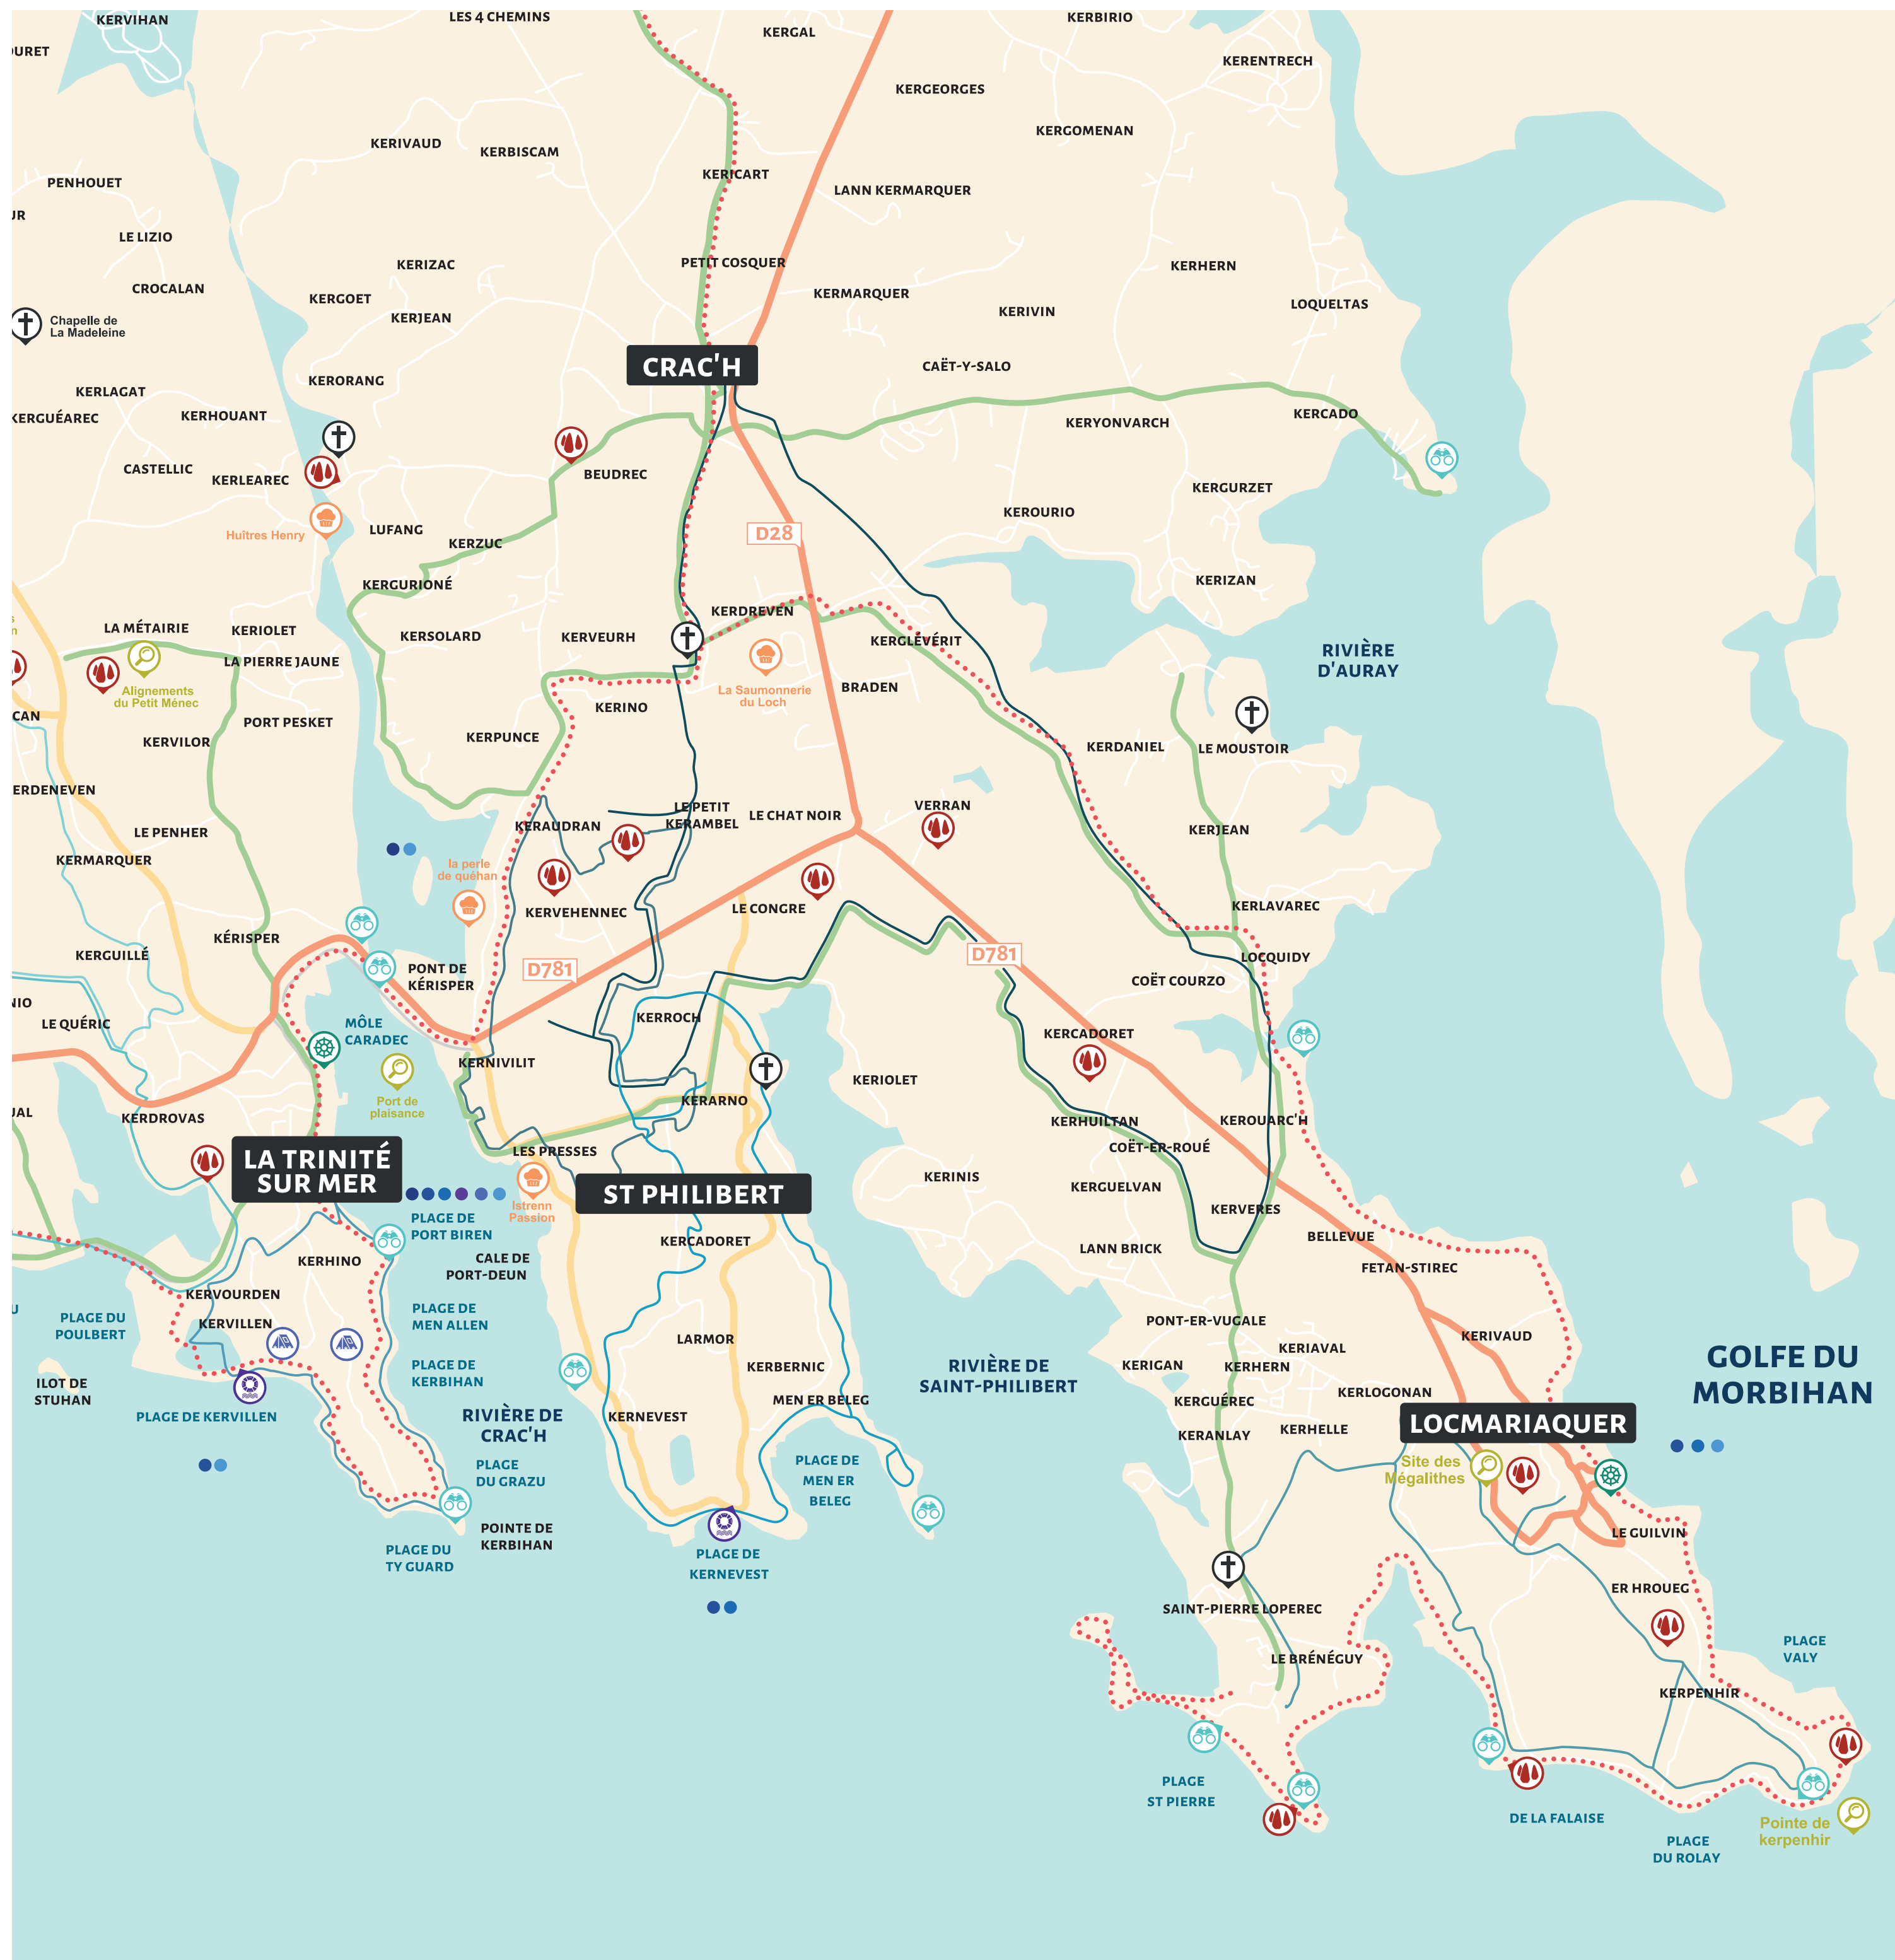 KERVIHAN
LES 4 CHEMINS
KERGAL
KERBIRIO
URET
KERENTRECH
KERGEORGES
KERGOMENAN
KERIVAUD
KERBISCAM
KERICART
PENHOUET
LANN KERMARQUER
UR
LE LIZIO
KERIZAC
PETIT COSQUER
KERHERN
CROCALAN
KERGOET
KERMARQUER
LOQUELTAS
KERJEAN
KERIVIN
Chapelle de
La Madeleine
CRAC'H
CAËT-Y-SALO
KERORANG
KERLAGAT
KERGUÉAREC
KERHOUANT
KERYONVARCH
KERCADO
CASTELLIC
KERLEAREC
BEUDREC
KERGURZET
KEROURIO
Huîtres Henry
LUFANG
KERZUC
D28
KERGURIONÉ
KERIZAN
KERDREVEN
LA MÉTAIRIE
KERIOLET
KERSOLARD
KERVEURH
KERGLÉVÉRIT
RIVIÈRE
D'AURAY
LA PIERRE JAUNE
Alignements
du Petit Ménec
La Saumonnerie
du Loch
BRADEN
CAN
PORT PESKET
KERINO
KERVILOR
KERPUNCE
KERDANIEL
LE MOUSTOIR
ERDENEVEN
LE PETIT
KERAMBEL
LE CHAT NOIR
VERRAN
LE PENHER
KERAUDRAN
KERJEAN
KERMARQUER
la perle
de quéhan
KERVEHENNEC
LE CONGRE
KERLAVAREC
KÉRISPER
KERGUILLÉ
D781
D781
LOCQUIDY
PONT DE
KÉRISPER
COËT COURZO
NIO
LE QUÉRIC
MÔLE
CARADEC
KERROCH
KERCADORET
KERNIVILIT
KERIOLET
Port de
plaisance
KERARNO
UAL
KERDROVAS
KERHUILTAN
KEROUARC'H
COËT-ER-ROUÉ
LES PRESSES
LA TRINITÉ
SUR MER
ST PHILIBERT
KERINIS
KERGUELVAN
Istrenn
Passion
KERVERES
PLAGE DE
PORT BIREN
KERCADORET
LANN BRICK
BELLEVUE
KERHINO
CALE DE
PORT-DEUN
FETAN-STIREC
KERVOURDEN
U
PLAGE DU
POULBERT
KERVILLEN
PLAGE DE
MEN ALLEN
LARMOR
PONT-ER-VUGALE
KERIVAUD
KERIAVAL
GOLFE DU
MORBIHAN
PLAGE DE
KERBIHAN
KERBERNIC
RIVIÈRE DE
SAINT-PHILIBERT
KERIGAN
KERHERN
ILOT DE
STUHAN
MEN ER BELEG
KERGUÉREC
KERLOGONAN
PLAGE DE KERVILLEN
RIVIÈRE DE
CRAC'H
KERNEVEST
KERANLAY
KERHELLE
LOCMARIAQUER
PLAGE
DU GRAZU
PLAGE DE
MEN ER
BELEG
Site des
Mégalithes
POINTE DE
KERBIHAN
LE GUILVIN
PLAGE DU
TY GUARD
PLAGE DE
KERNEVEST
ER HROUEG
SAINT-PIERRE LOPEREC
LE BRÉNÉGUY
PLAGE
VALY
KERPENHIR
PLAGE
ST PIERRE
DE LA FALAISE
Pointe de
kerpenhir
PLAGE
DU ROLAY